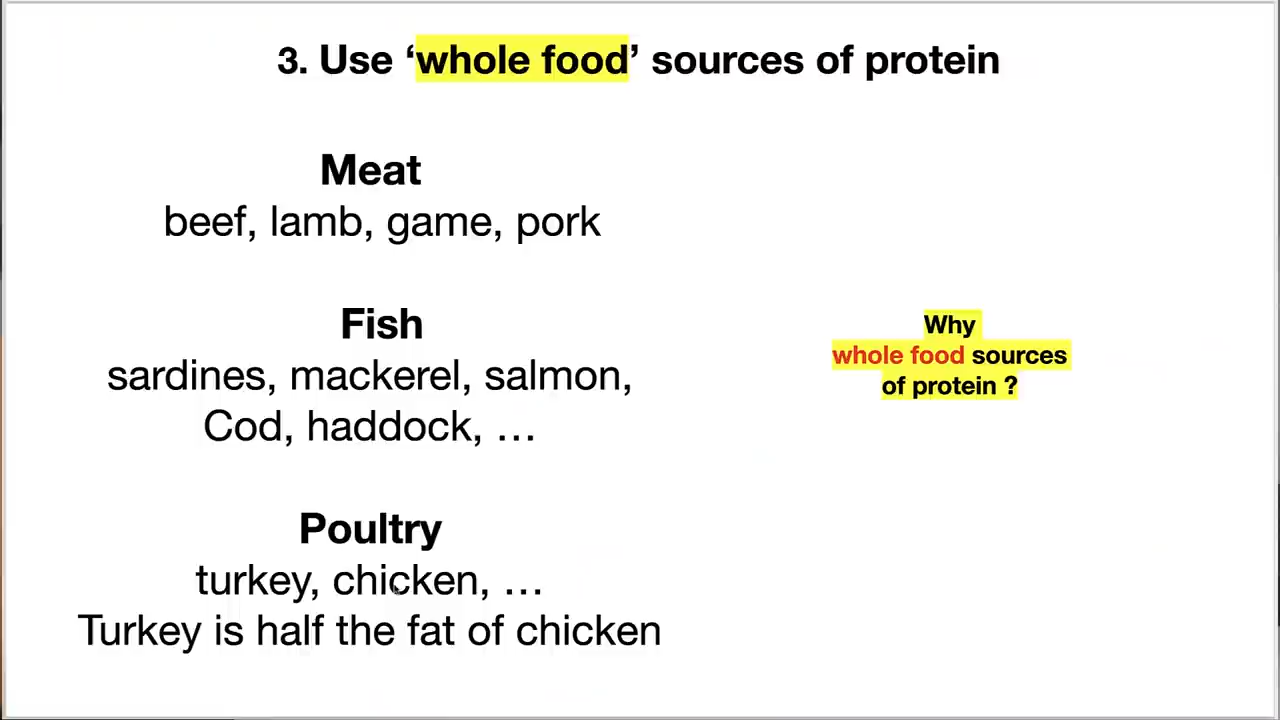 3. Use ‘whole food’ sources of protein
Meat
beef, lamb, game, pork
Fish
sardines, mackerel, salmon,
Cod, haddock, …
Poultry
turkey, chicken, …
Turkey is half the fat of chicken
Why
whole food sources
of protein ?